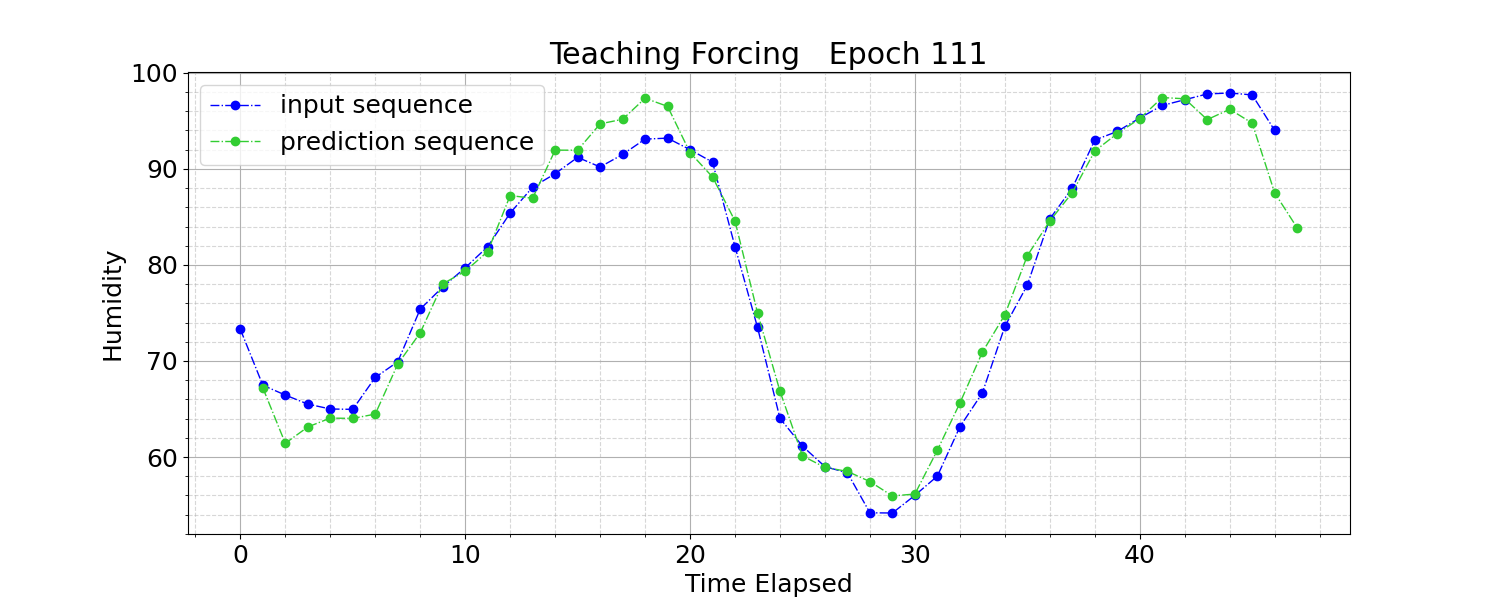 Teaching Forcing   Epoch 111
100
90
80
70
60
Humidity
input sequence
prediction sequence
0 10 20 30 40
Time Elapsed